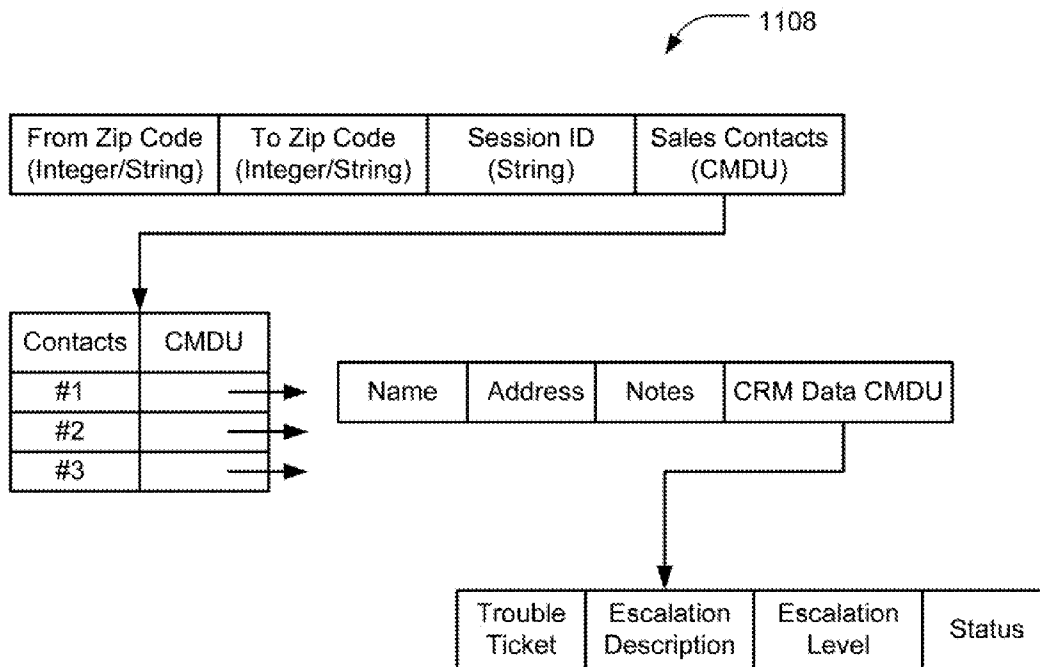 1108
From Zip Code
(Integer/String)
To Zip Code
(Integer/String)
Session ID
(String)
Sales Contacts
(CMDU)
Contacts
CMDU
#1
#2
#3
Name
Address
Notes
CRM Data CMDU
Trouble
Ticket
Escalation
Description
Escalation
Level
Status